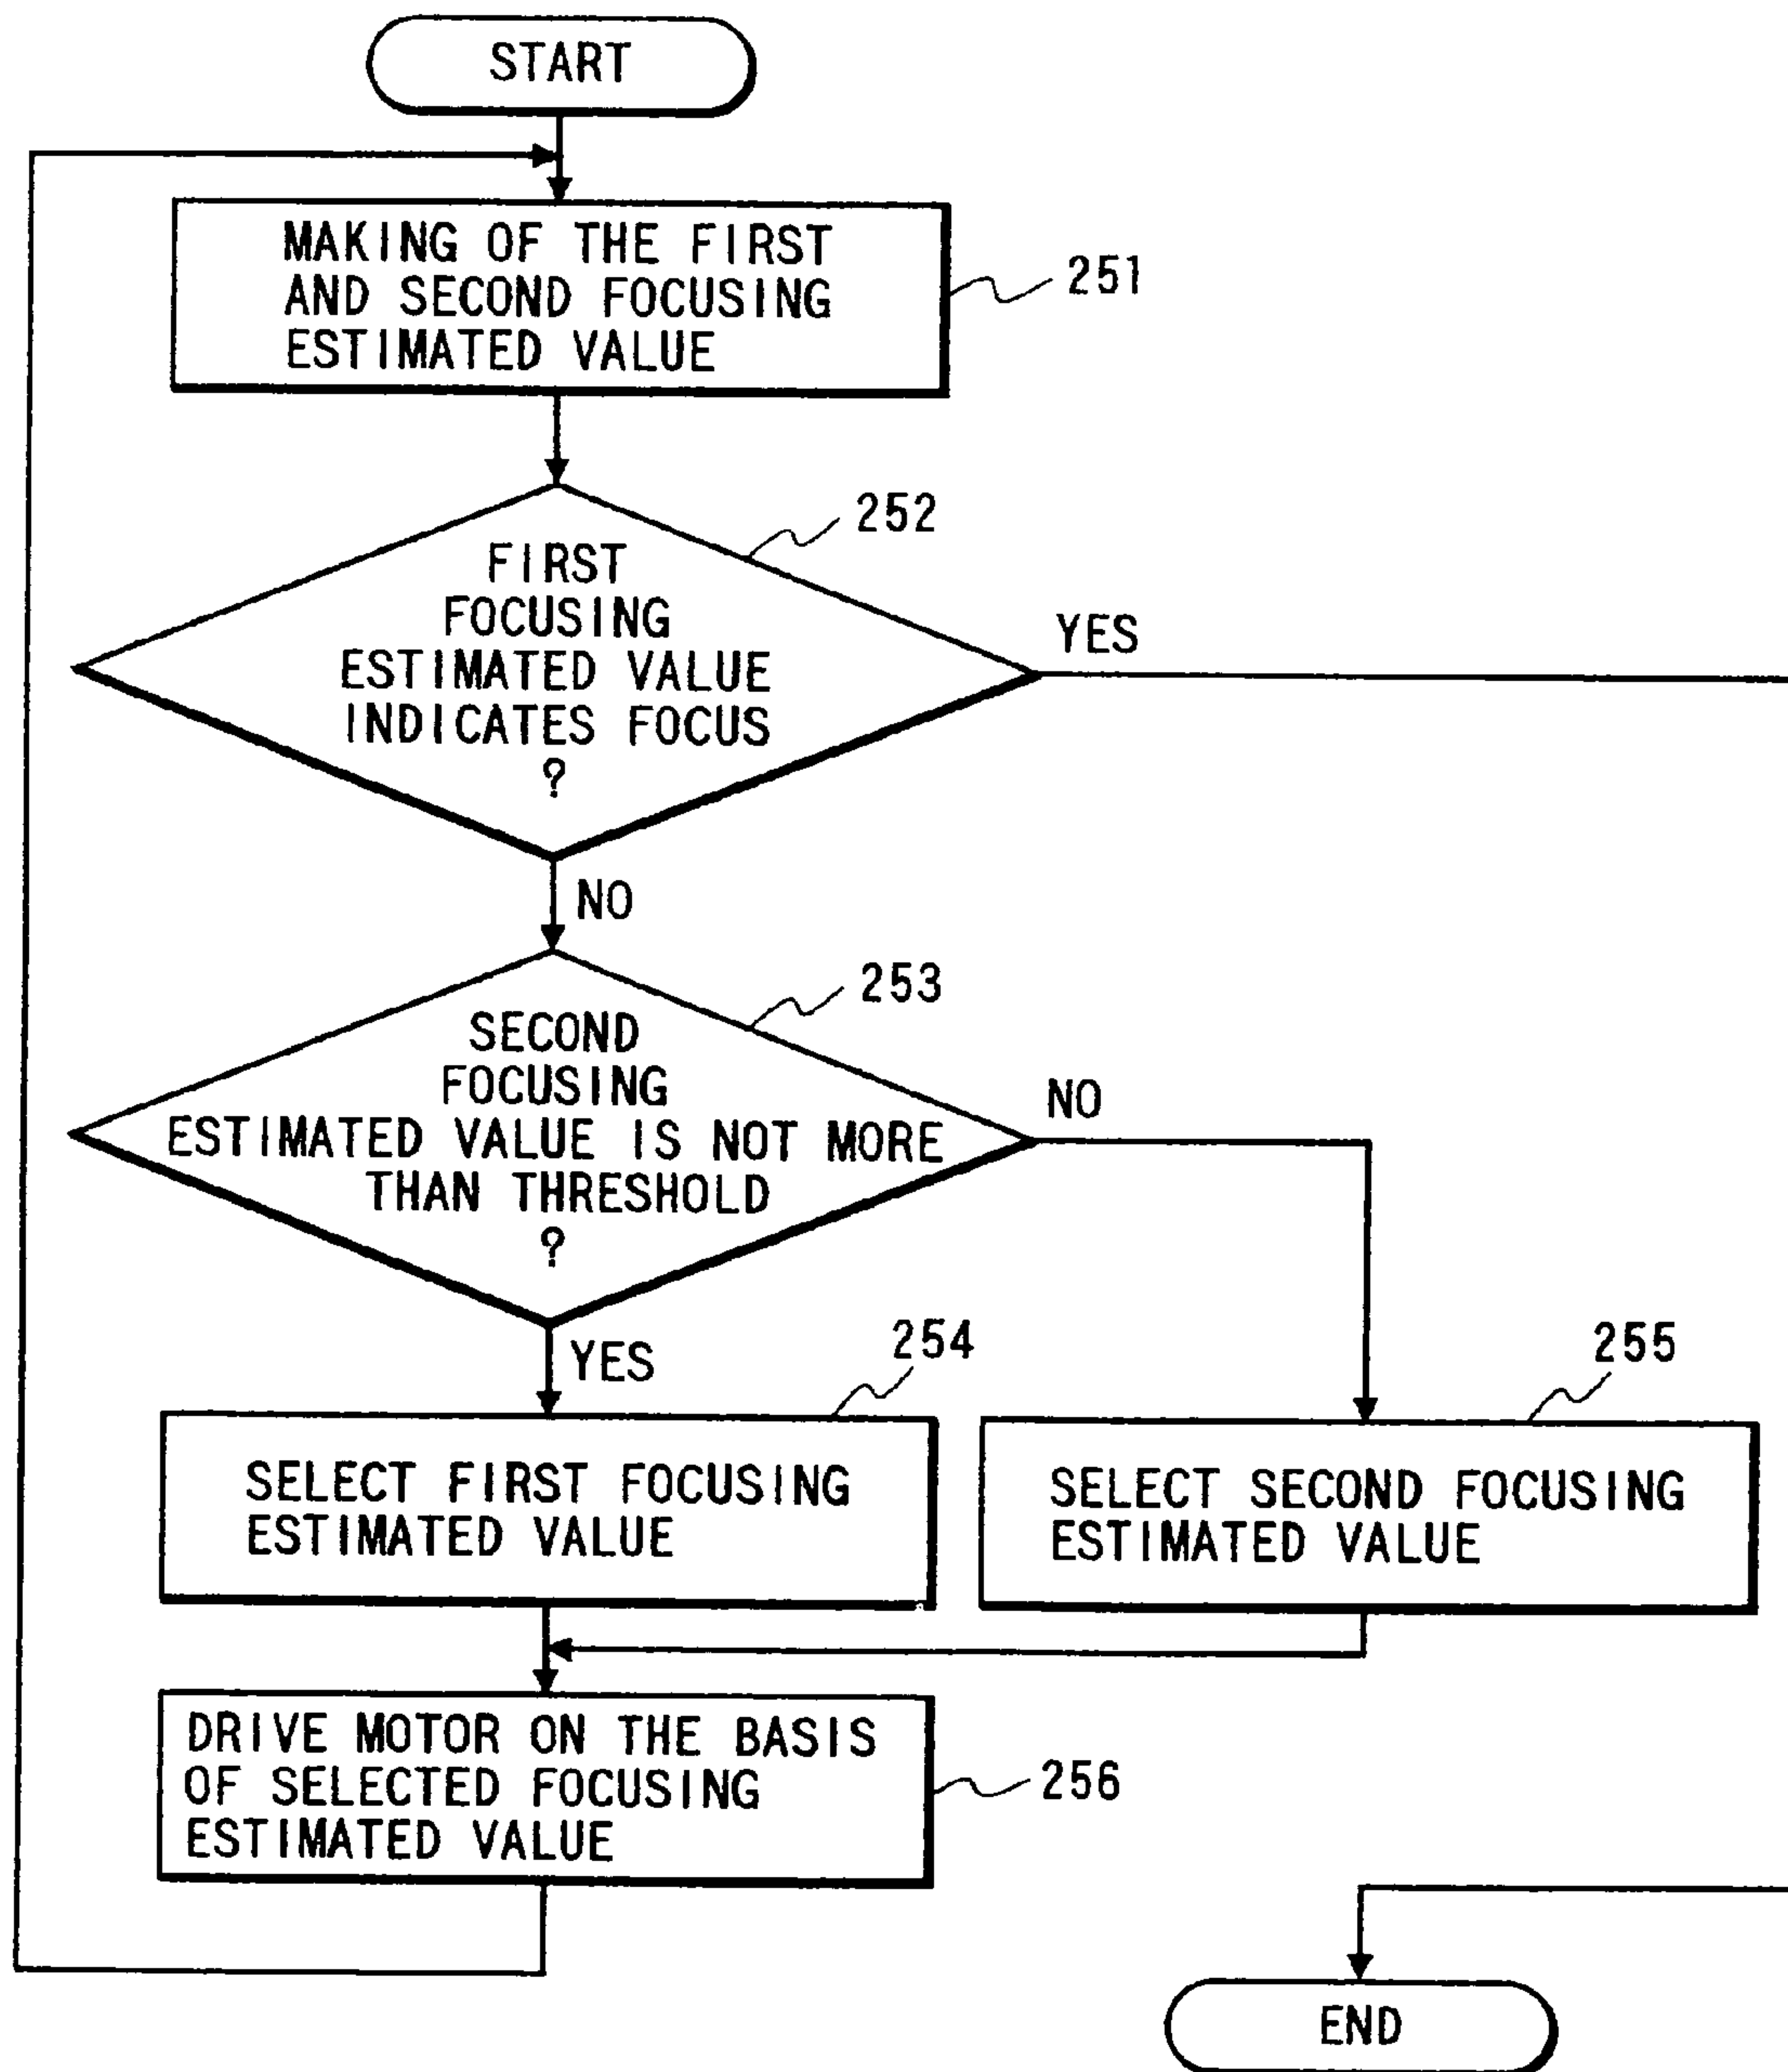 START
MAKING OF THE FIRST
AND SECOND FOCUSING
ESTIMATED VALUE
251
252
FIRST
FOCUSING
ESTIMATED VALUE
INDICATES FOCUS
?
YES
NO
253
SECOND
FOCUSING
ESTIMATED VALUE IS NOT MORE
THAN THRESHOLD
?
NO
YES
254
SELECT FIRST FOCUSING
ESTIMATED VALUE
255
SELECT SECOND FOCUSING
ESTIMATED VALUE
DRIVE MOTOR ON THE BASIS
OF SELECTED FOCUSING
ESTIMATED VALUE
256
END